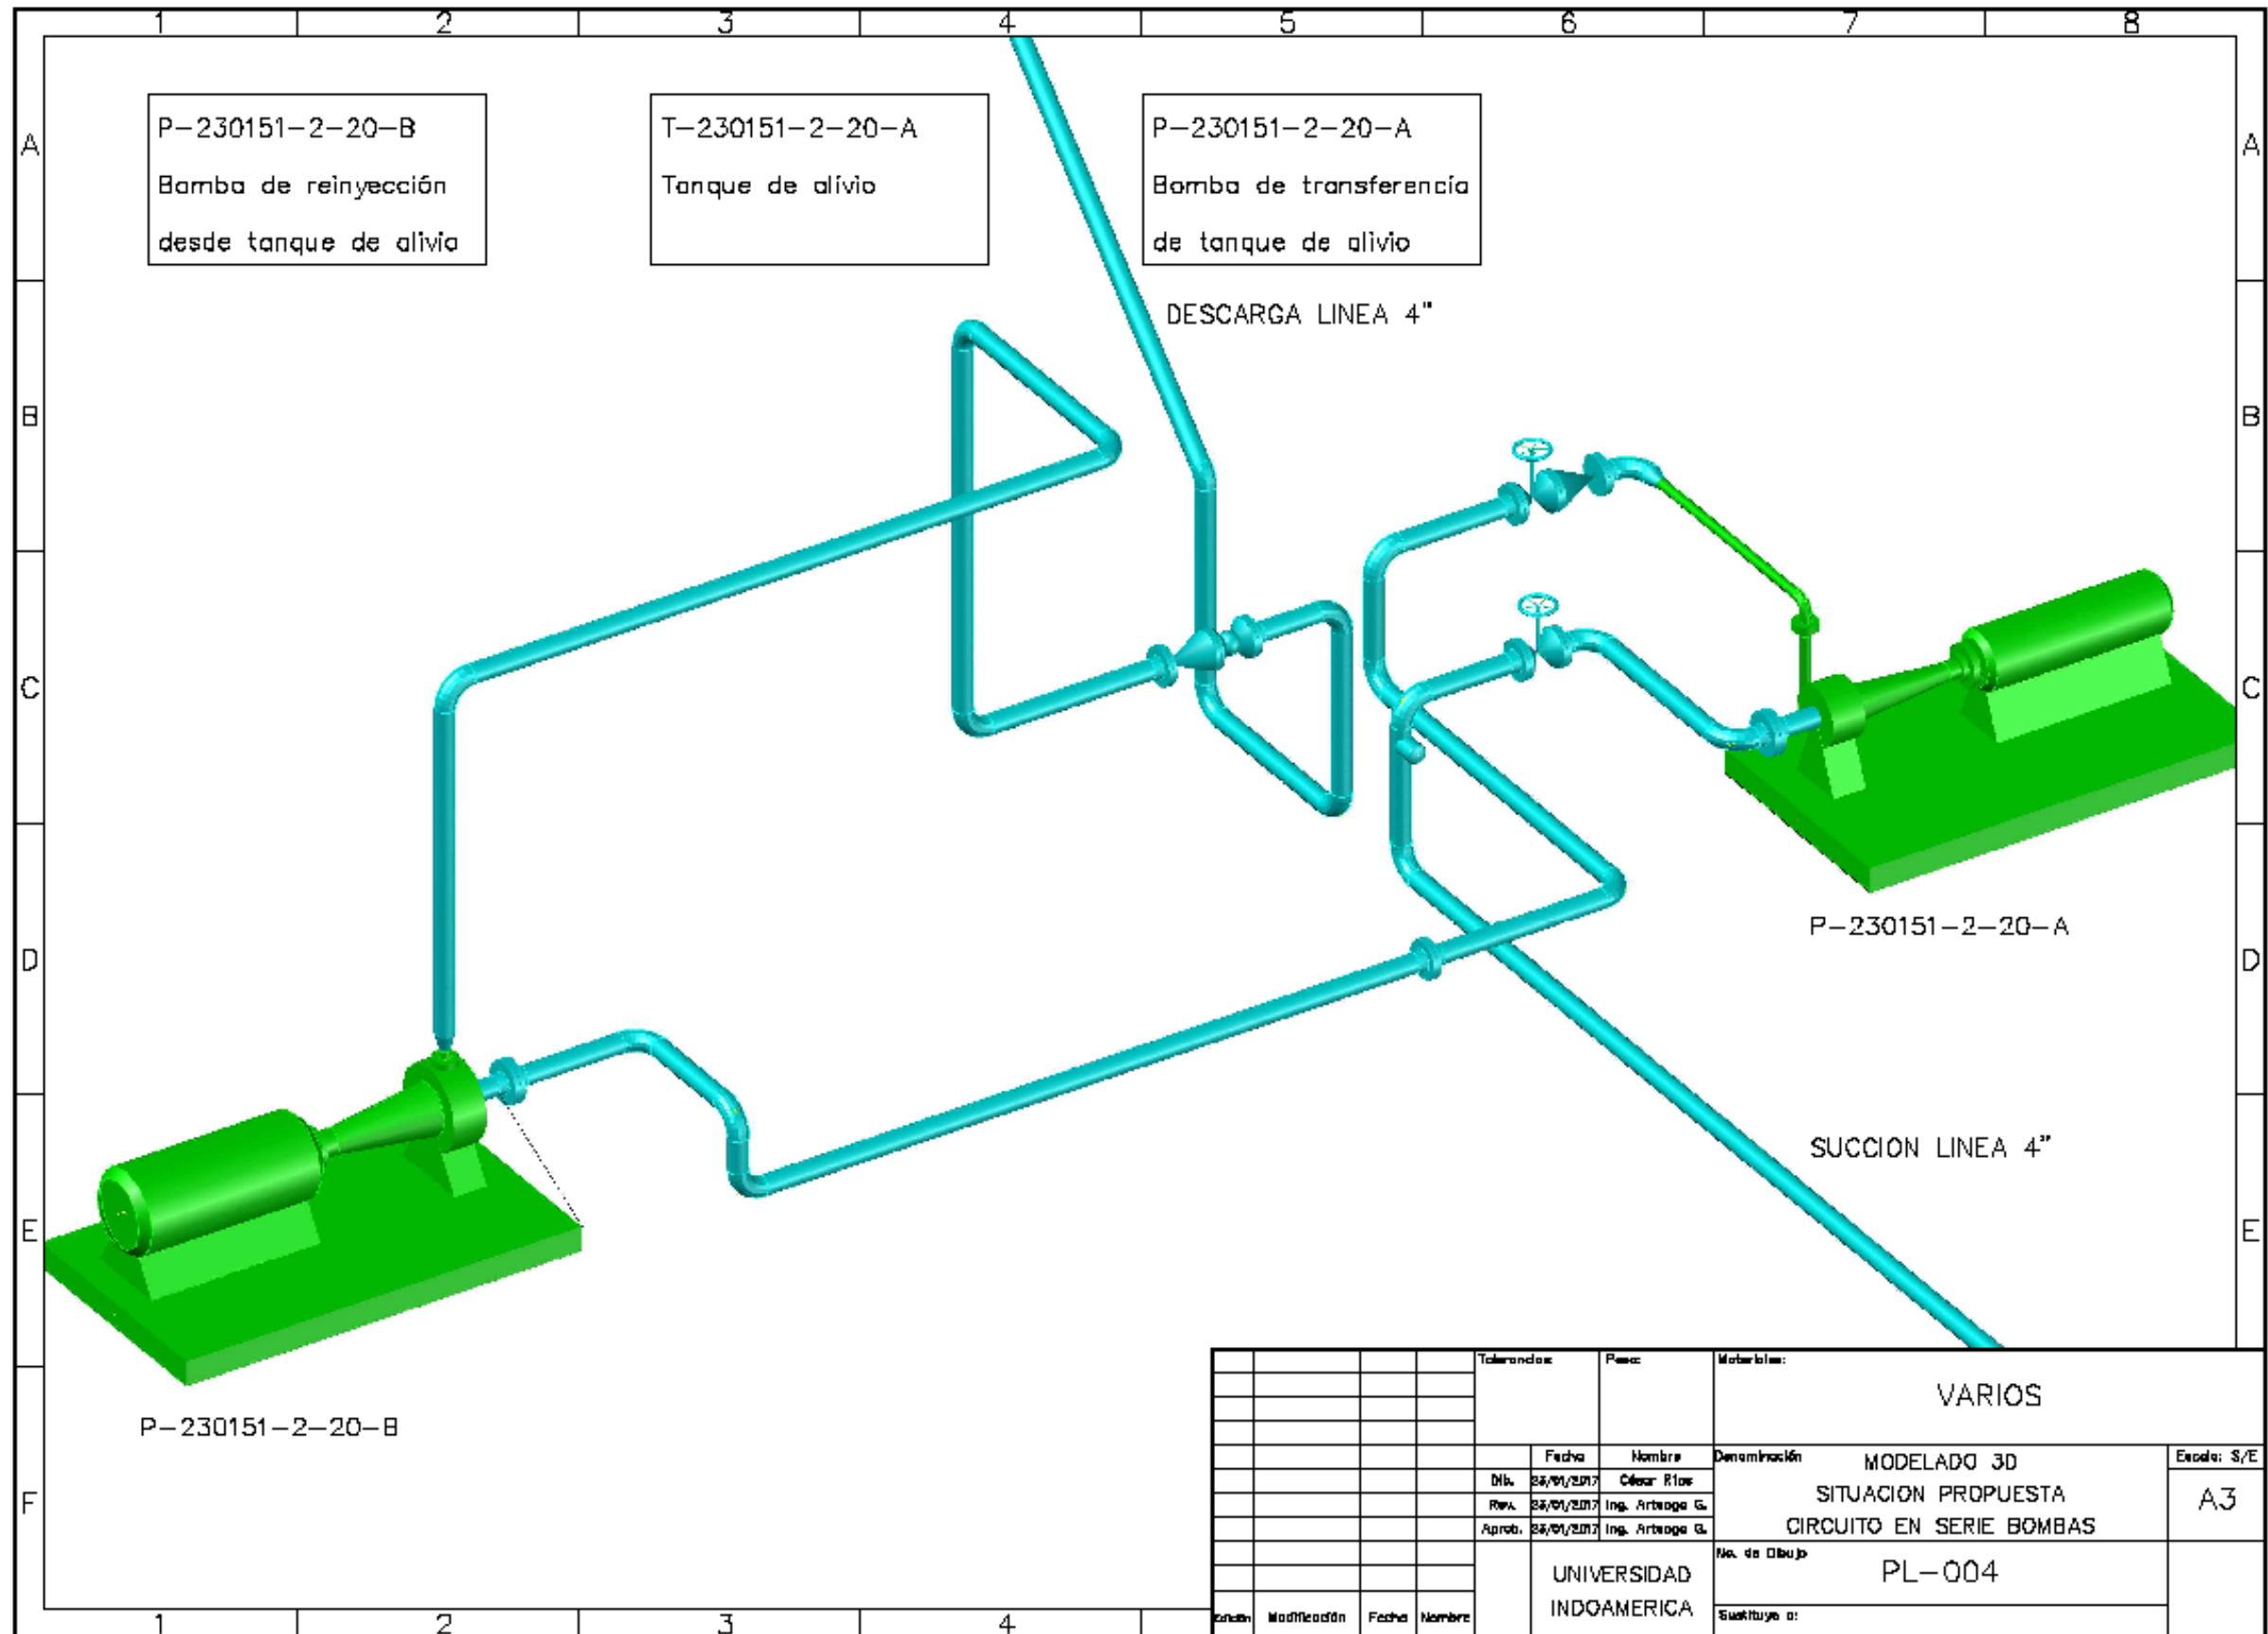 1 2 3 4 5 6 7 8
A A
P-230151-2-20-B
Bomba de reinyección
desde tanque de alivio
T-230151-2-20-A
Tanque de alivio
P-230151-2-20-A
Bomba de transferencia
de tanque de alivio
DESCARGA LINEA 4"
B B
C C
D D
P-230151-2-20-A
SUCCION LINEA 4"
E E
P-230151-2-20-B
F
Tolerancias: Peso: Materiales:
VARIOS
Fecha Nombre
Dib. César Ríos
Rev. Ing. Arteaga G.
Aprob. Ing. Arteaga G.
Denominación
MODELADO 3D
SITUACION PROPUESTA
CIRCUITO EN SERIE BOMBAS
Escala: S/E
A3
UNIVERSIDAD
INDOAMERICA
No. de Dibujo
PL-004
Sustituye a:
Modificación Fecha Nombre
1 2 3 4